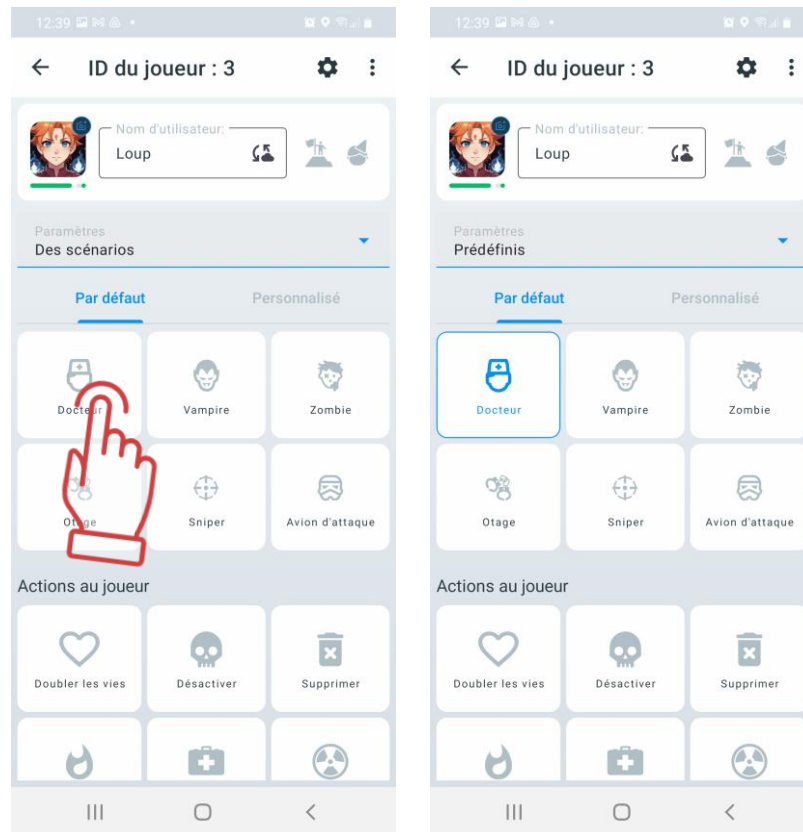 12:39
ID du joueur : 3
Nom d'utilisateur:
Loup
Paramètres
Des scénarios
Par défaut
Personnalisé
Docteur
Vampire
Zombie
Otage
Sniper
Avion d'attaque
Actions au joueur
Doubler les vies
Désactiver
Supprimer
12:39
ID du joueur : 3
Nom d'utilisateur:
Loup
Paramètres
Prédéfinis
Par défaut
Personnalisé
Docteur
Vampire
Zombie
Otage
Sniper
Avion d'attaque
Actions au joueur
Doubler les vies
Désactiver
Supprimer